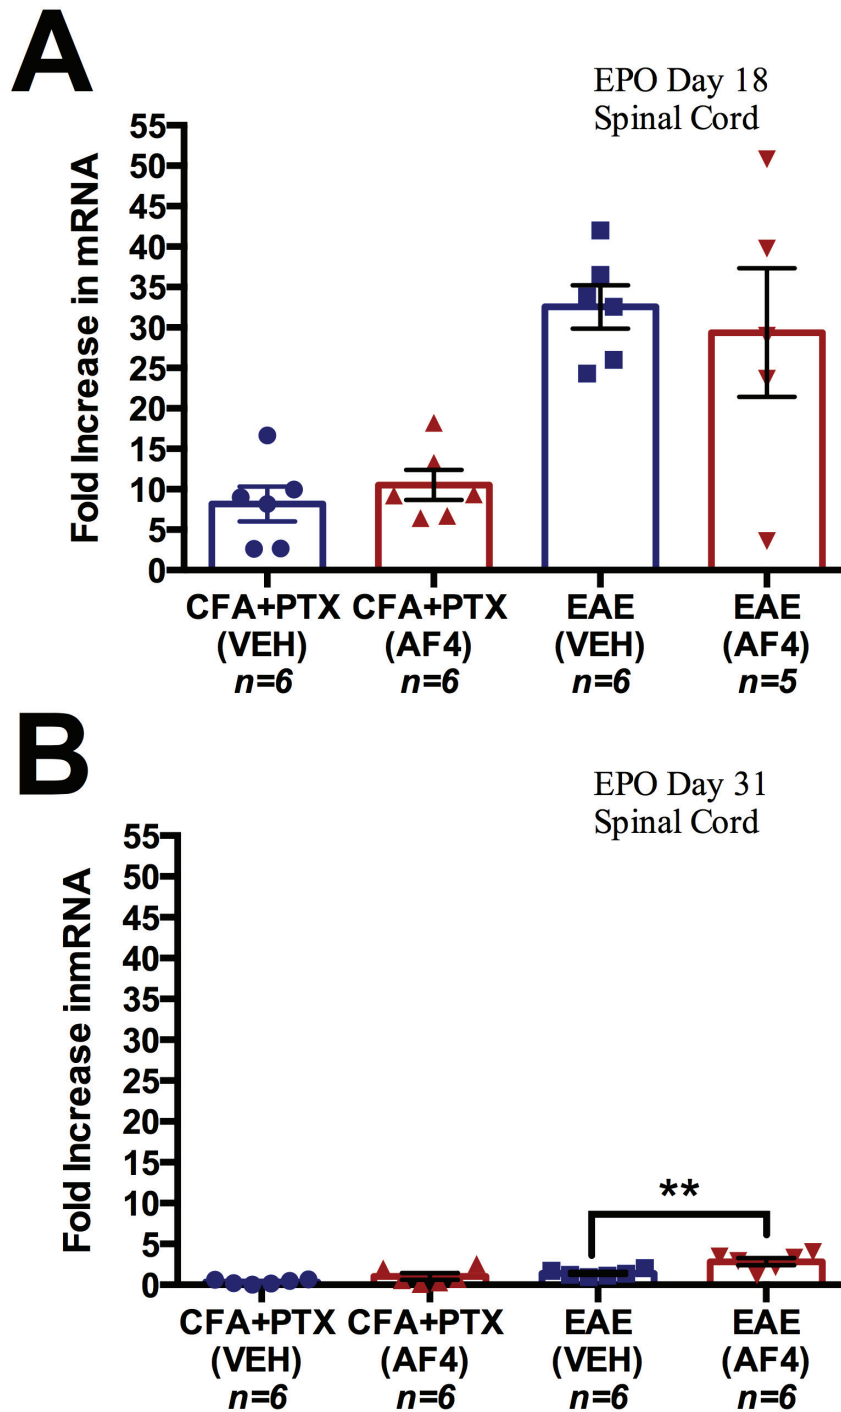 A
EPO Day 18
Spinal Cord
Fold Increase in mRNA
55
50
45
40
35
30
25
20
15
10
5
0
CFA+PTX CFA+PTX EAE EAE
(VEH) (AF4) (VEH) (AF4)
n=6 n=6 n=6 n=5
B
EPO Day 31
Spinal Cord
Fold Increase inmRNA
55
50
45
40
35
30
25
20
15
10
5
0
**
CFA+PTX CFA+PTX EAE EAE
(VEH) (AF4) (VEH) (AF4)
n=6 n=6 n=6 n=6